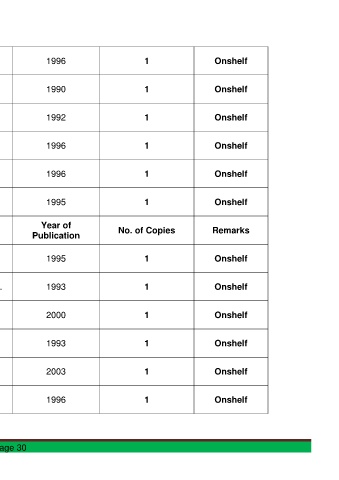 1996 1 Onshelf
1990 1 Onshelf
1992 1 Onshelf
1996 1 Onshelf
1996 1 Onshelf
1995 1 Onshelf
Year of Publication No. of Copies Remarks
1995 1 Onshelf
. 1993 1 Onshelf
2000 1 Onshelf
1993 1 Onshelf
2003 1 Onshelf
1996 1 Onshelf
age 30